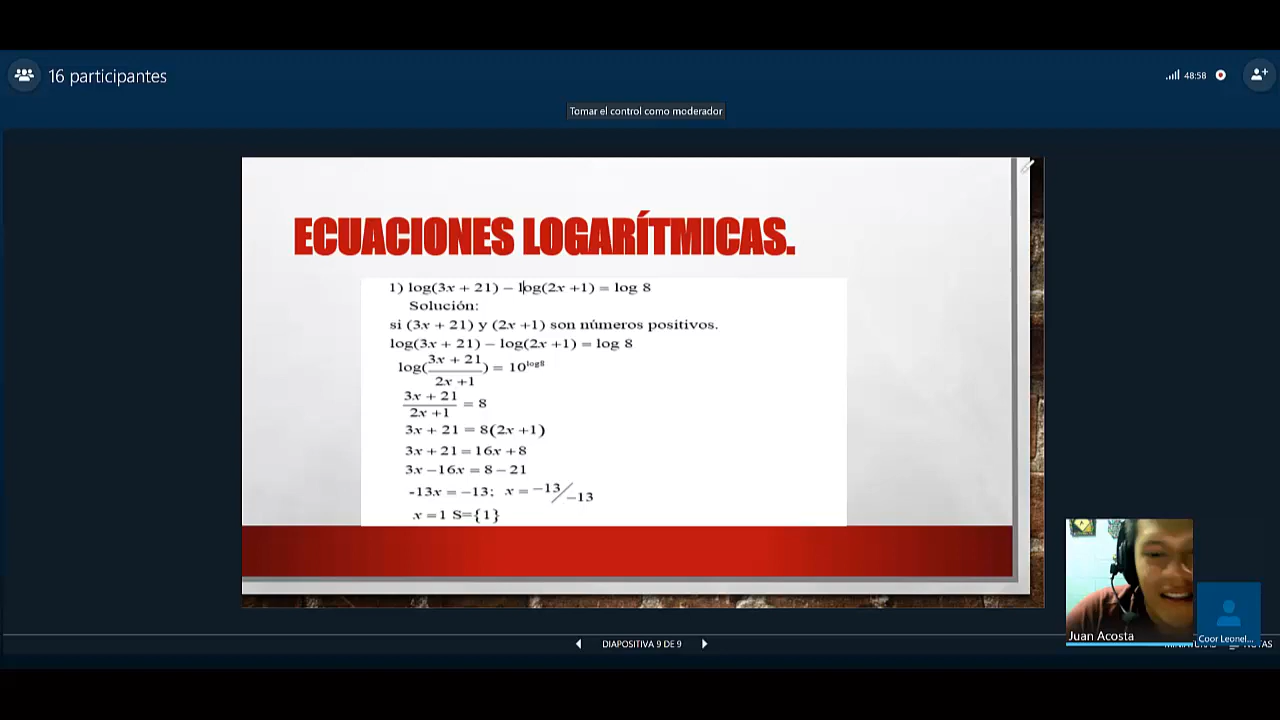 16 participantes
48:58
Tomar el control como moderador
ECUACIONES LOGARÍTMICAS.
1) log(3x + 21) − log(2x +1) = log 8
Solución:
si (3x + 21) y (2x +1) son números positivos.
log(3x + 21) − log(2x +1) = log 8
log(3x + 21/2x +1) = 10^log8
3x + 21/2x +1 = 8
3x + 21 = 8(2x +1)
3x + 21 = 16x + 8
3x −16x = 8 − 21
-13x = −13; x = −13/−13
x =1 S={1}
Juan Acosta
Coor Leonel...
DIAPOSITIVA 9 DE 9